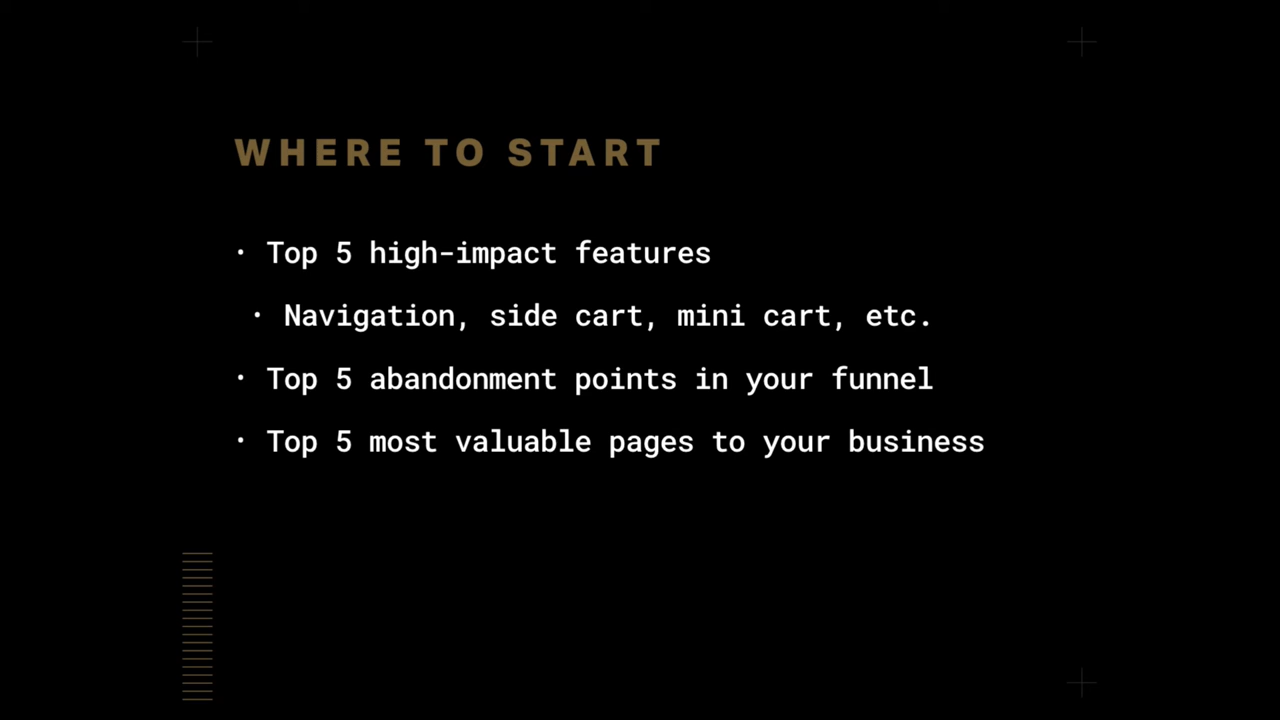 WHERE TO START
• Top 5 high-impact features
• Navigation, side cart, mini cart, etc.
• Top 5 abandonment points in your funnel
• Top 5 most valuable pages to your business